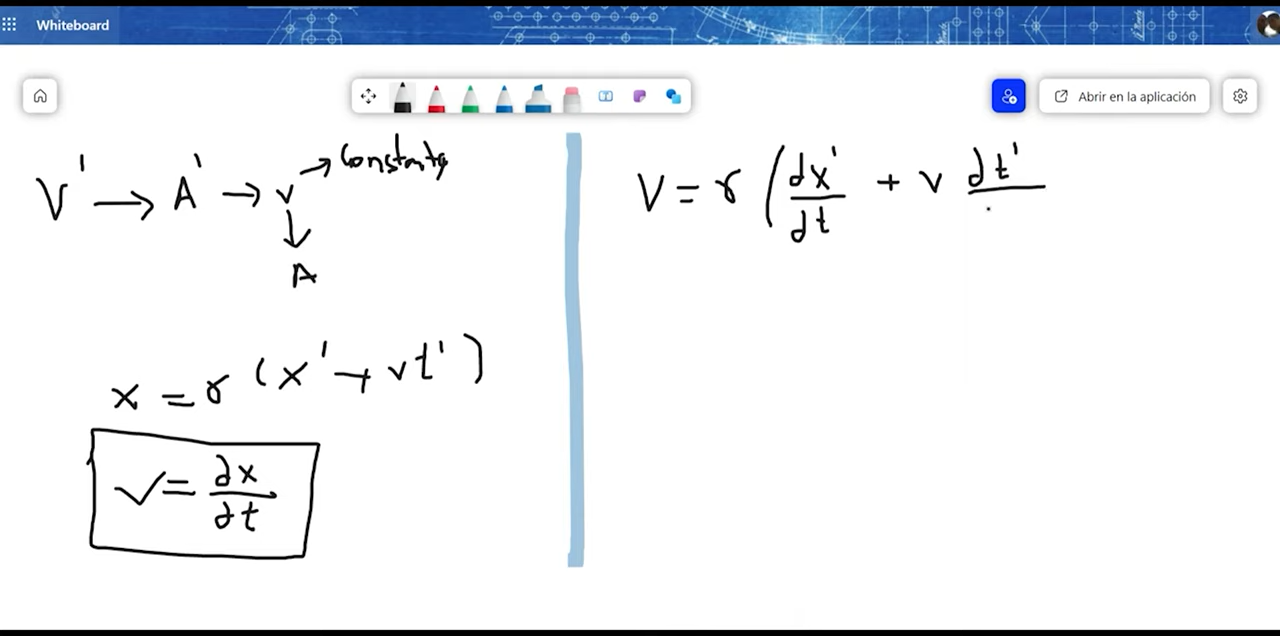 Whiteboard
Abrir en la aplicación
V' → A' → v → constante
↓
A
x = γ (x' + vt')
V = dx/dt
V = γ (dx'/dt + v dt'/